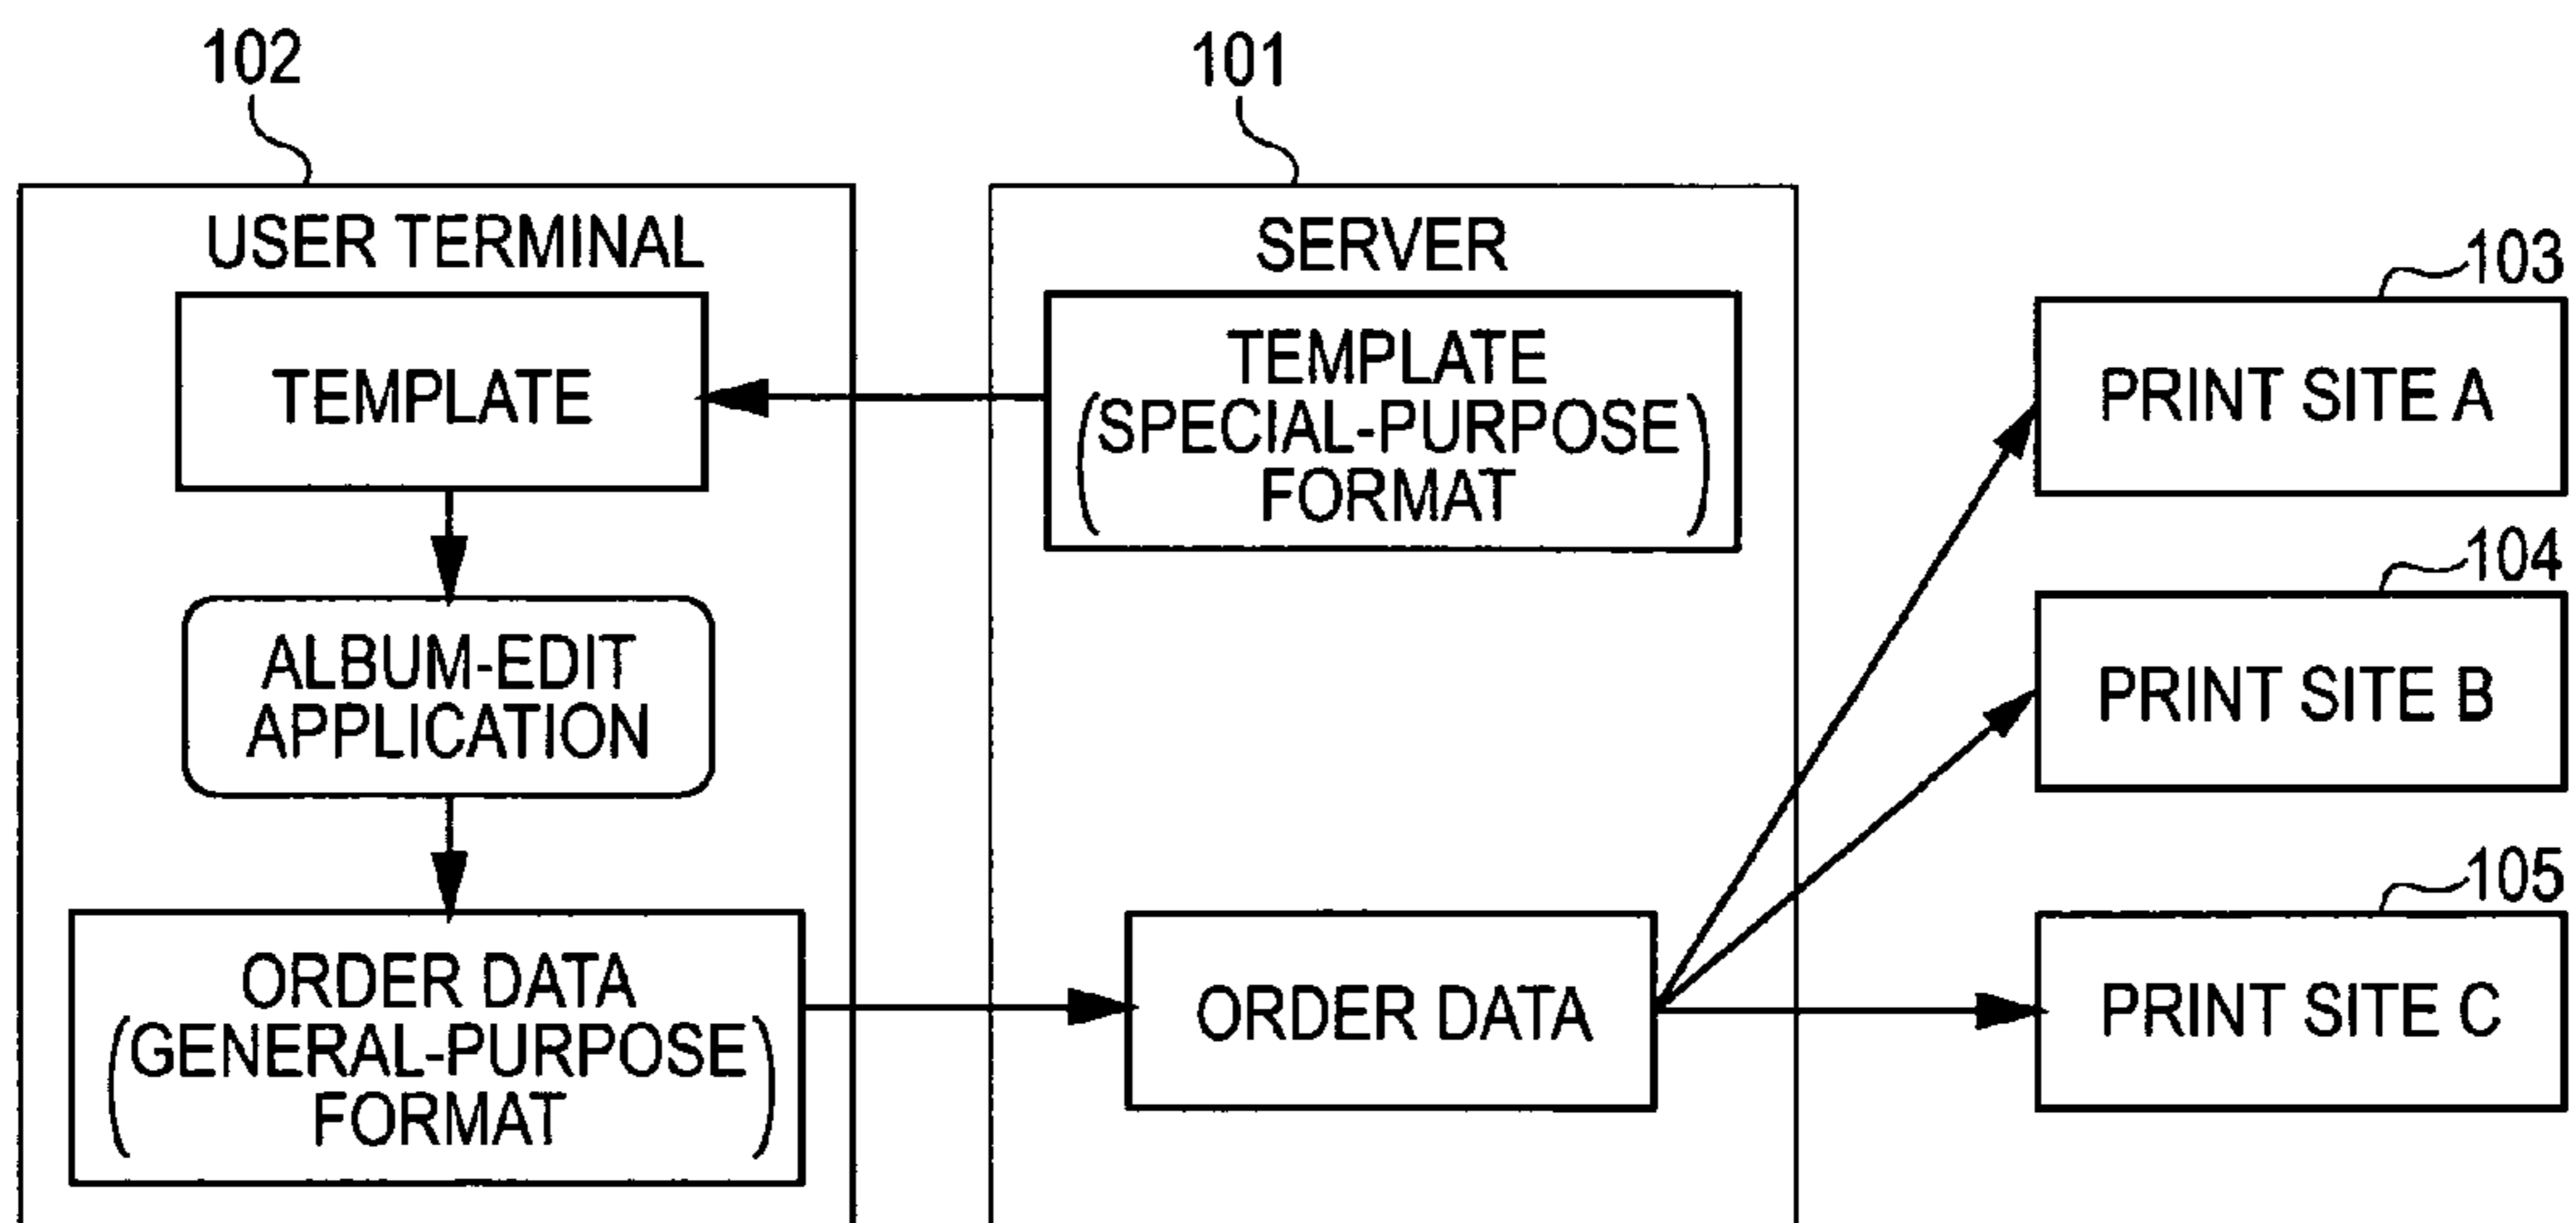 102
101
USER TERMINAL
SERVER
103
TEMPLATE
TEMPLATE
(SPECIAL-PURPOSE
FORMAT)
PRINT SITE A
104
ALBUM-EDIT
APPLICATION
PRINT SITE B
105
ORDER DATA
(GENERAL-PURPOSE
FORMAT)
ORDER DATA
PRINT SITE C